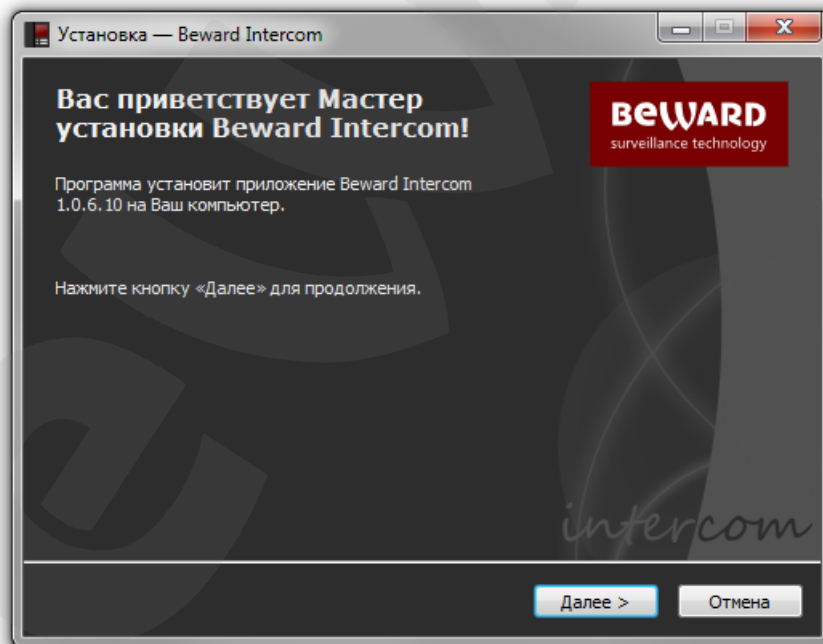 Установка — Beward Intercom
Вас приветствует Мастер
установки Beward Intercom!
BEWARD
surveillance technology
Программа установит приложение Beward Intercom
1.0.6.10 на Ваш компьютер.
Нажмите кнопку «Далее» для продолжения.
intercom
Далее >
Отмена